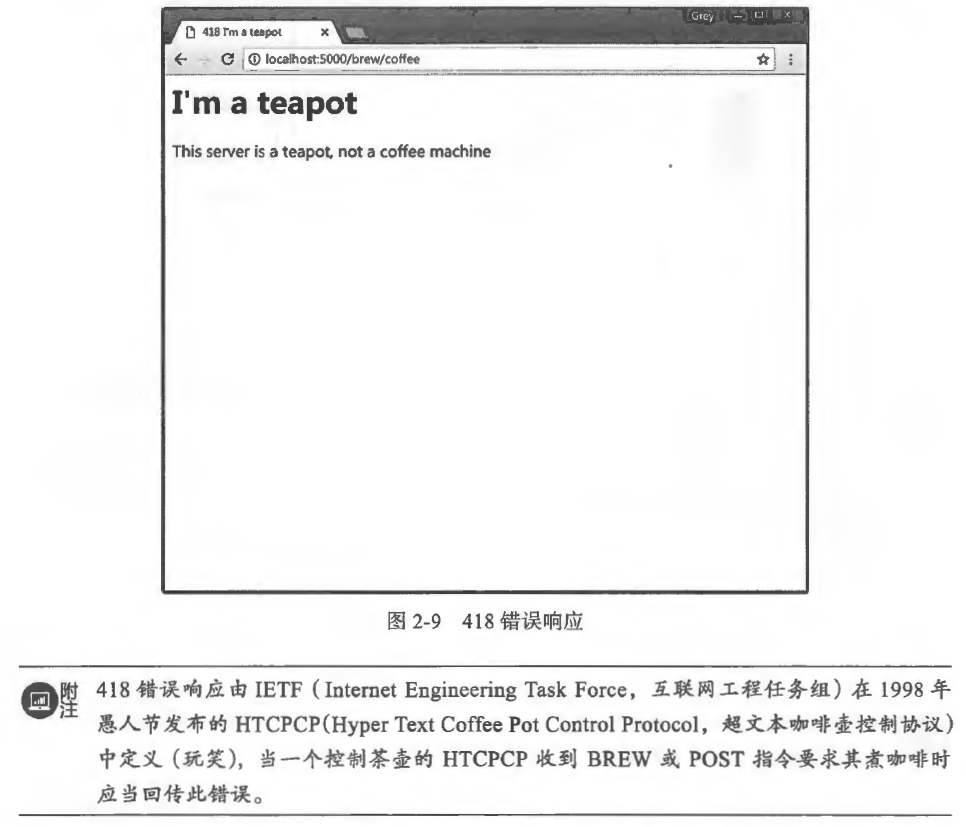 Grey
418 I'm a teapot
localhost:5000/brew/coffee
I'm a teapot
This server is a teapot, not a coffee machine
图 2-9 418 错误响应
附注
418 错误响应由 IETF（Internet Engineering Task Force，互联网工程任务组）在 1998 年
愚人节发布的 HTCPCP(Hyper Text Coffee Pot Control Protocol，超文本咖啡壶控制协议)
中定义（玩笑），当一个控制茶壶的 HTCPCP 收到 BREW 或 POST 指令要求其煮咖啡时
应当回传此错误。